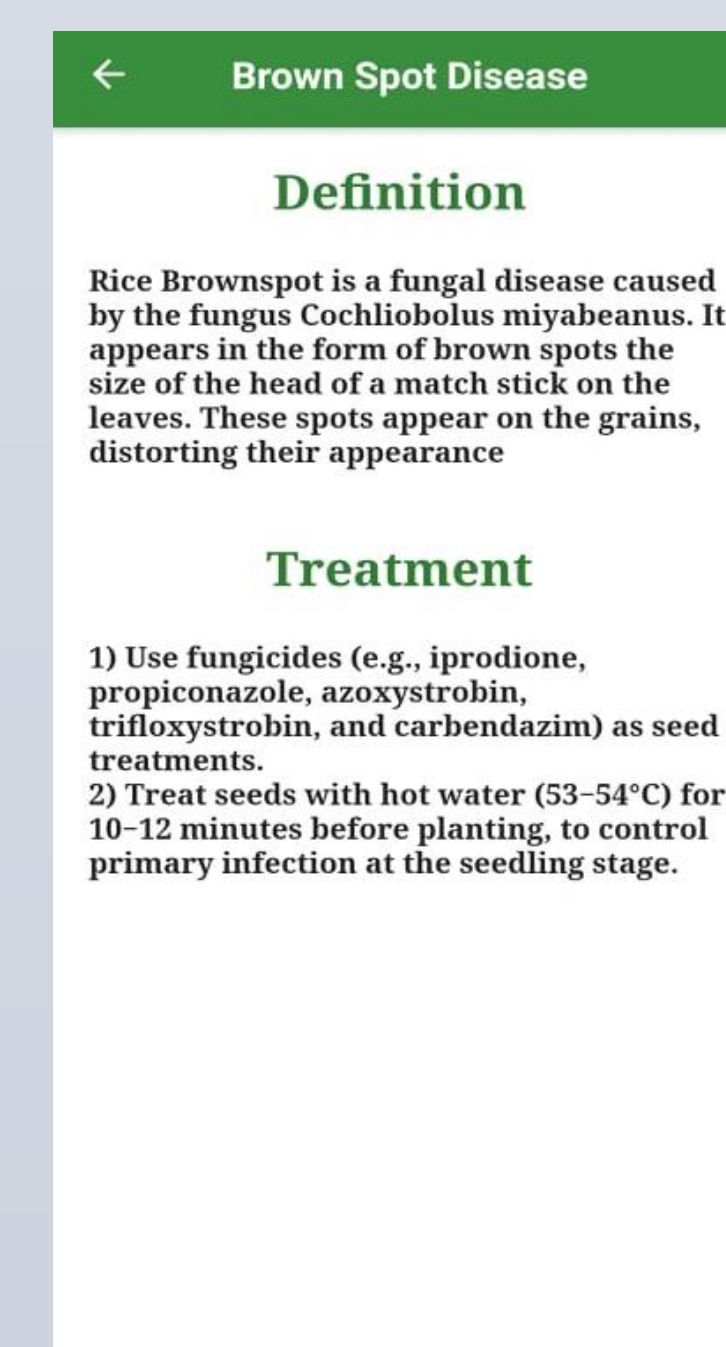 Brown Spot Disease
Definition
Rice Brownspot is a fungal disease caused
by the fungus Cochliobolus miyabeanus. It
appears in the form of brown spots the
size of the head of a match stick on the
leaves. These spots appear on the grains,
distorting their appearance
Treatment
1) Use fungicides (e.g., iprodione,
propiconazole, azoxystrobin,
trifloxystrobin, and carbendazim) as seed
treatments.
2) Treat seeds with hot water (53–54°C) for
10–12 minutes before planting, to control
primary infection at the seedling stage.